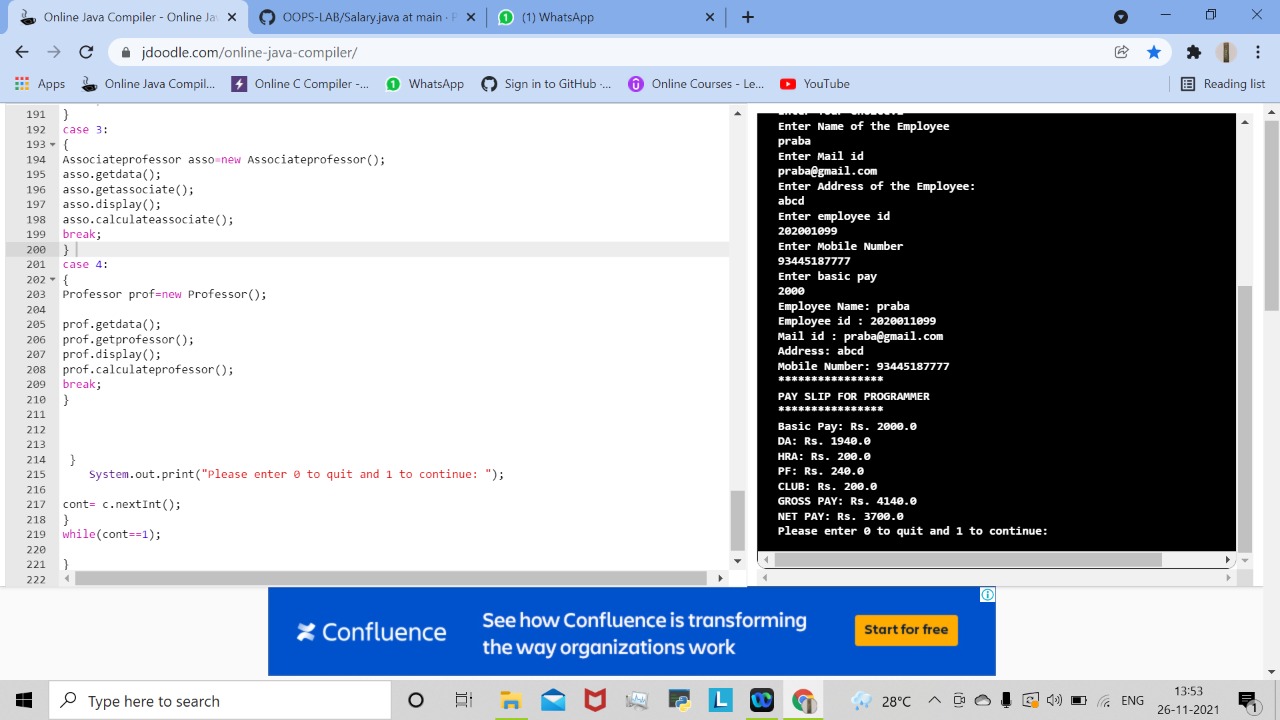 Online Java Compiler - Online Jav
OOPS-LAB/Salary.java at main · P
(1) WhatsApp
jdoodle.com/online-java-compiler/
Apps
Online Java Compil...
Online C Compiler -...
WhatsApp
Sign in to GitHub ·...
Online Courses - Le...
YouTube
Reading list
191 }
192 case 3:
193 {
194 Associateprofessor asso=new Associateprofessor();
195 asso.getdata();
196 asso.getassociate();
197 asso.display();
198 asso.calculateassociate();
199 break;
200 }
201 case 4:
202 {
203 Professor prof=new Professor();
204
205 prof.getdata();
206 prof.getprofessor();
207 prof.display();
208 prof.calculateprofessor();
209 break;
210 }
211
212
213
214 }
215 System.out.print("Please enter 0 to quit and 1 to continue: ");
216
217 cont= c.nextInt();
218 }
219 while(cont==1);
220
221 }
222
Enter Name of the Employee
praba
Enter Mail id
praba@gmail.com
Enter Address of the Employee:
abcd
Enter employee id
202001099
Enter Mobile Number
93445187777
Enter basic pay
2000
Employee Name: praba
Employee id : 2020011099
Mail id : praba@gmail.com
Address: abcd
Mobile Number: 93445187777
****************
PAY SLIP FOR PROGRAMMER
****************
Basic Pay: Rs. 2000.0
DA: Rs. 1940.0
HRA: Rs. 200.0
PF: Rs. 240.0
CLUB: Rs. 200.0
GROSS PAY: Rs. 4140.0
NET PAY: Rs. 3700.0
Please enter 0 to quit and 1 to continue:
Confluence
See how Confluence is transforming
the way organizations work
Start for free
Type here to search
28°C
ENG
13:53
26-11-2021
1